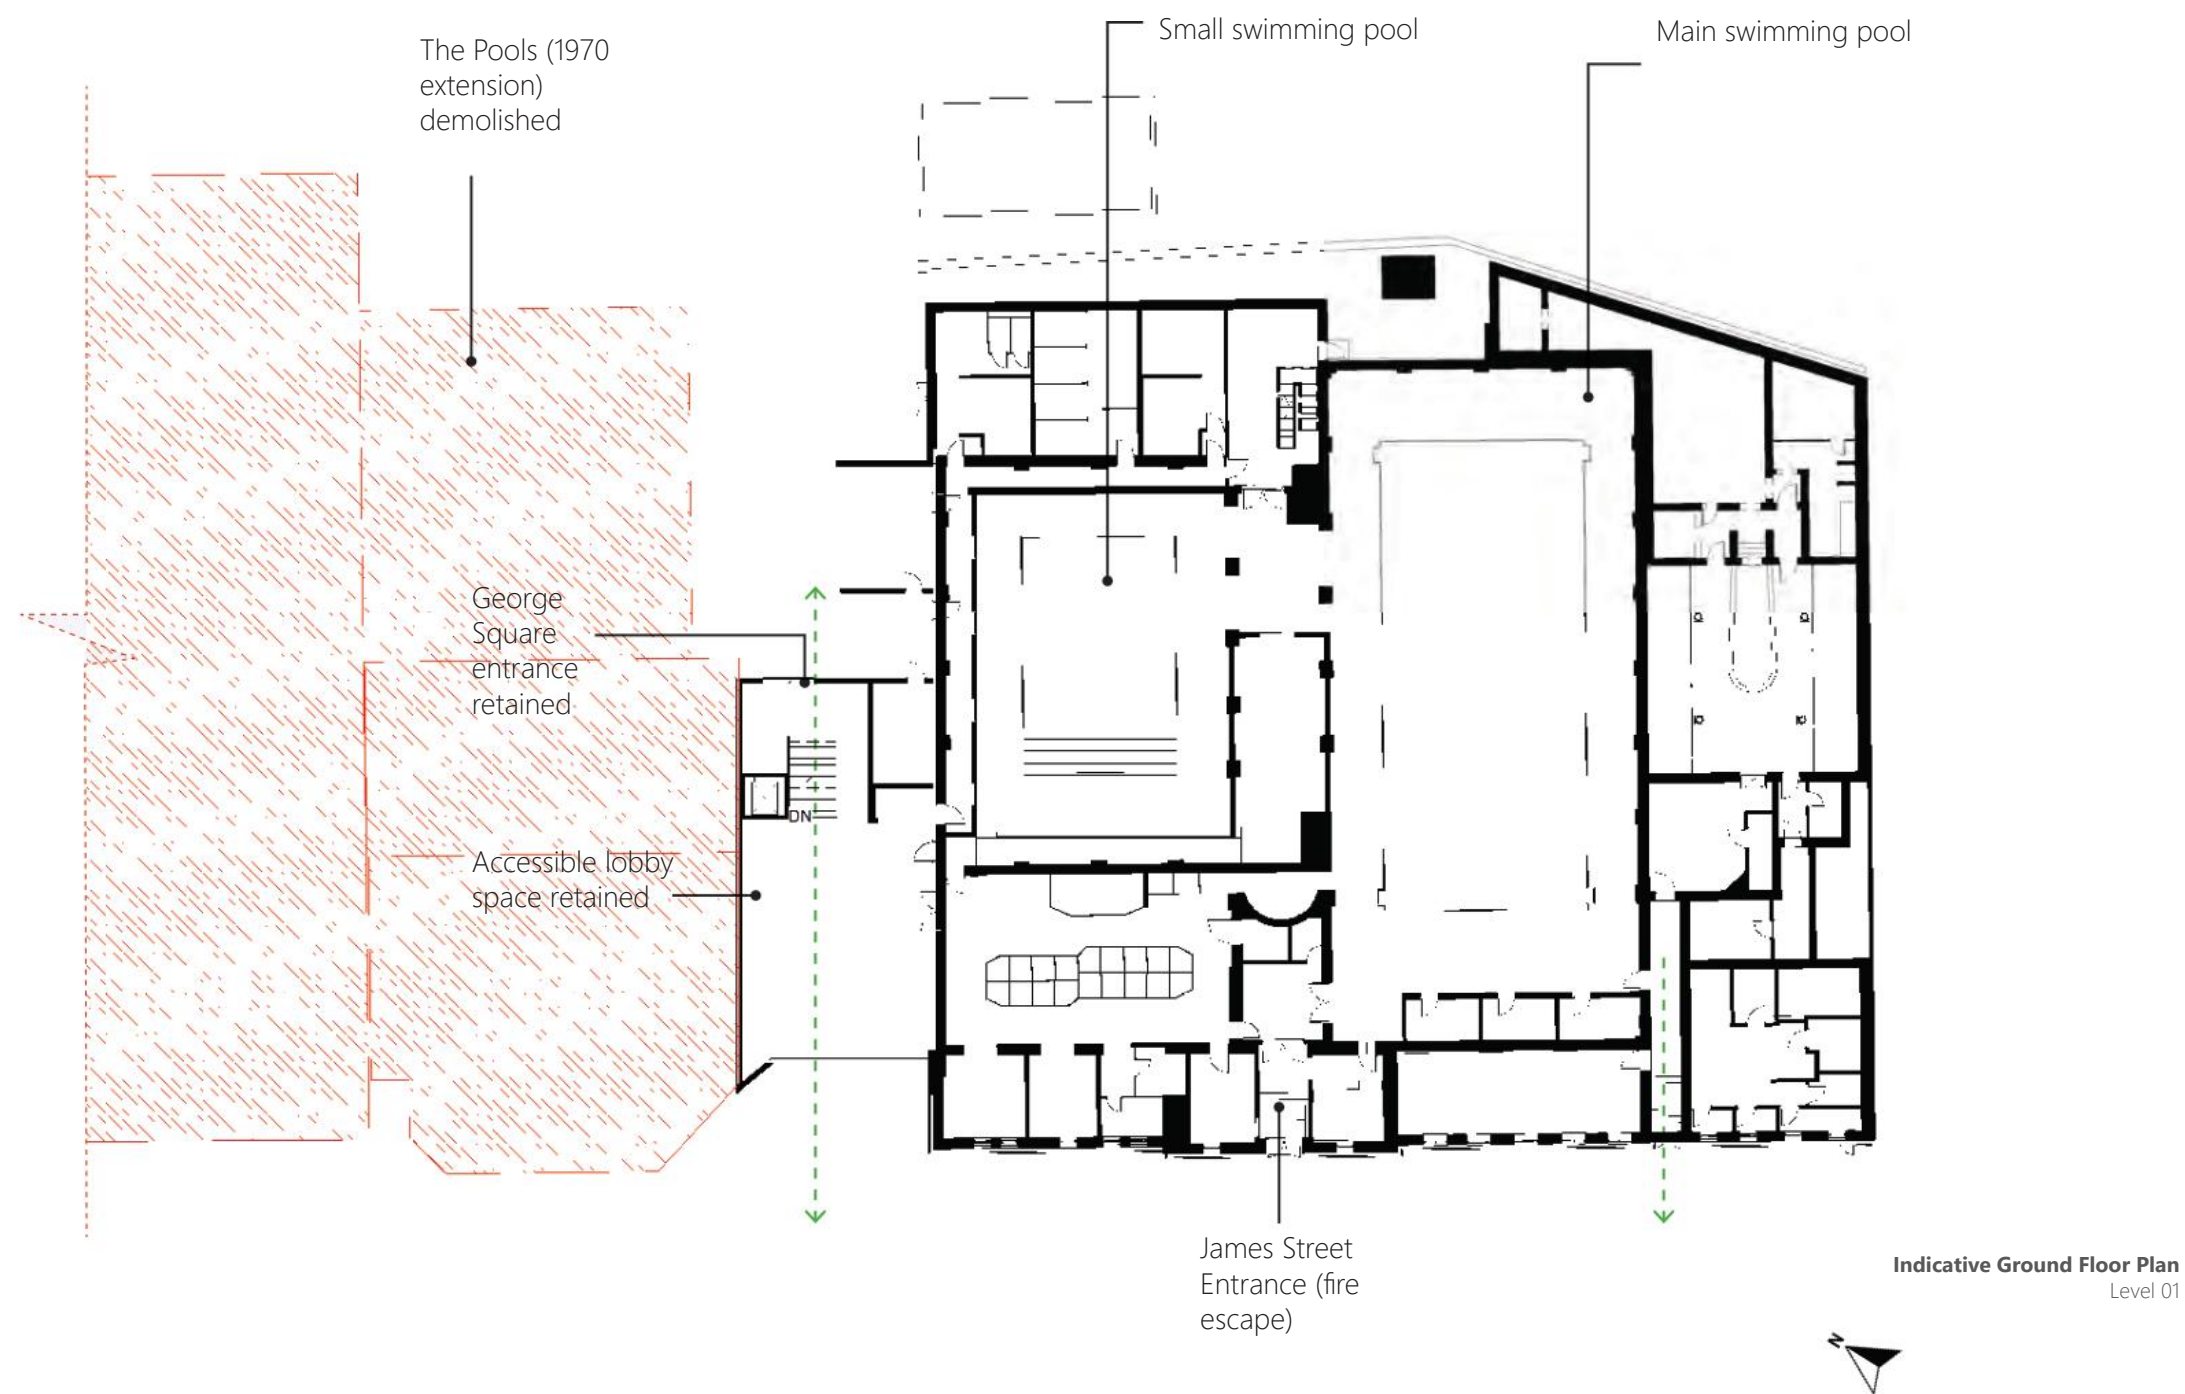 Small swimming pool
Main swimming pool
The Pools (1970
extension)
demolished
George
Square
entrance
retained
DN
Accessible lobby
space retained
James Street
Entrance (fire
escape)
Indicative Ground Floor Plan
Level 01
N